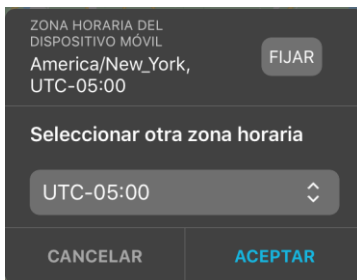 ZONA HORARIA DEL
DISPOSITIVO MÓVIL
America/New_York,
UTC-05:00
FIJAR
Seleccionar otra zona horaria
UTC-05:00
CANCELAR
ACEPTAR